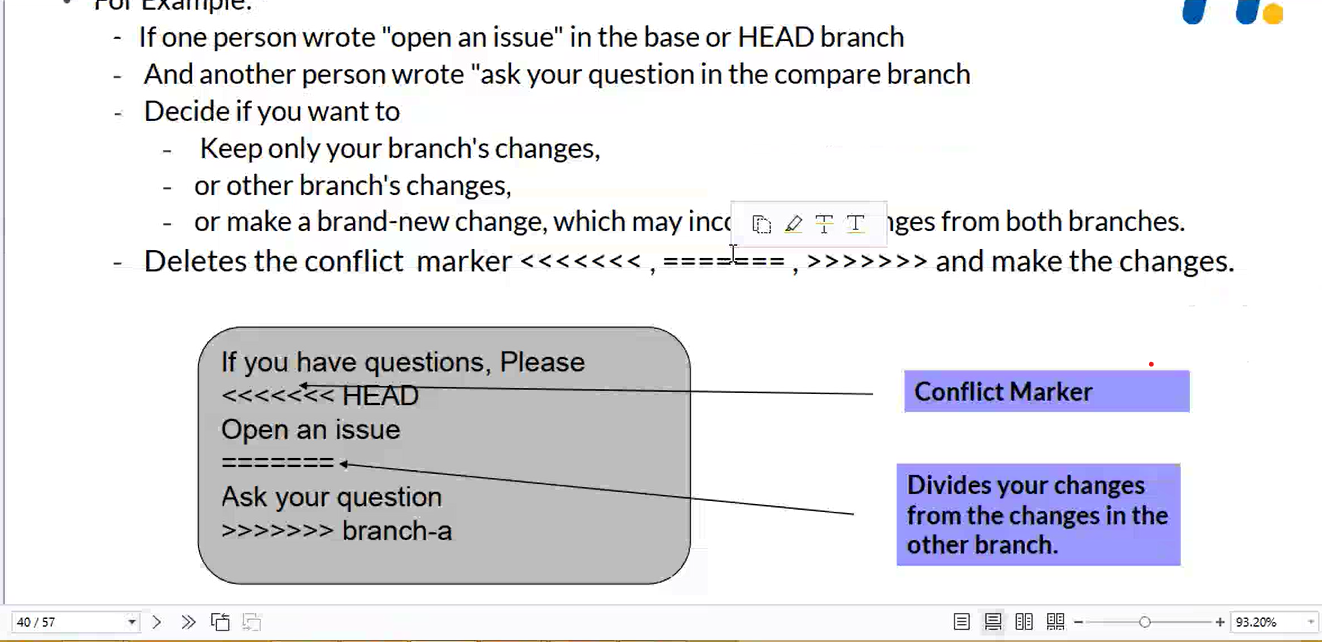 For Example:
- If one person wrote "open an issue" in the base or HEAD branch
- And another person wrote "ask your question in the compare branch
- Decide if you want to
- Keep only your branch's changes,
- or other branch's changes,
- or make a brand-new change, which may inc nges from both branches.
- Deletes the conflict marker <<<<<<< , ======= , >>>>>>> and make the changes.
If you have questions, Please
<<<<<<< HEAD
Open an issue
=======
Ask your question
>>>>>>> branch-a
Conflict Marker
Divides your changes
from the changes in the
other branch.
40 / 57
93.20%